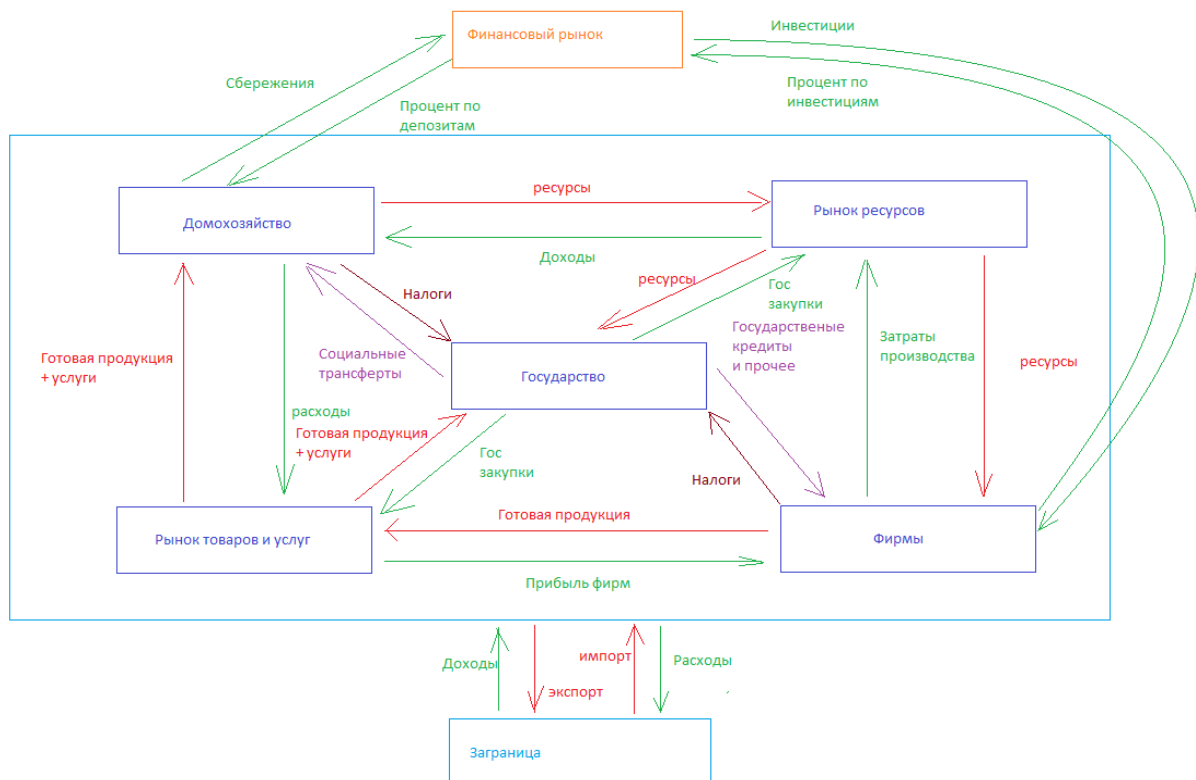 Финансовый рынок
Инвестиции
Сбережения
Процент по
инвестициям
Процент по
депозитам
Домохозяйство
ресурсы
Рынок ресурсов
Доходы
ресурсы
Гос
закупки
Налоги
Государственые
кредиты
и прочее
Затраты
производства
Социальные
трансферты
Государство
Готовая продукция
+ услуги
ресурсы
расходы
Готовая продукция
+ услуги
Гос
закупки
Налоги
Готовая продукция
Рынок товаров и услуг
Фирмы
Прибыль фирм
Доходы
импорт
Расходы
экспорт
Заграница